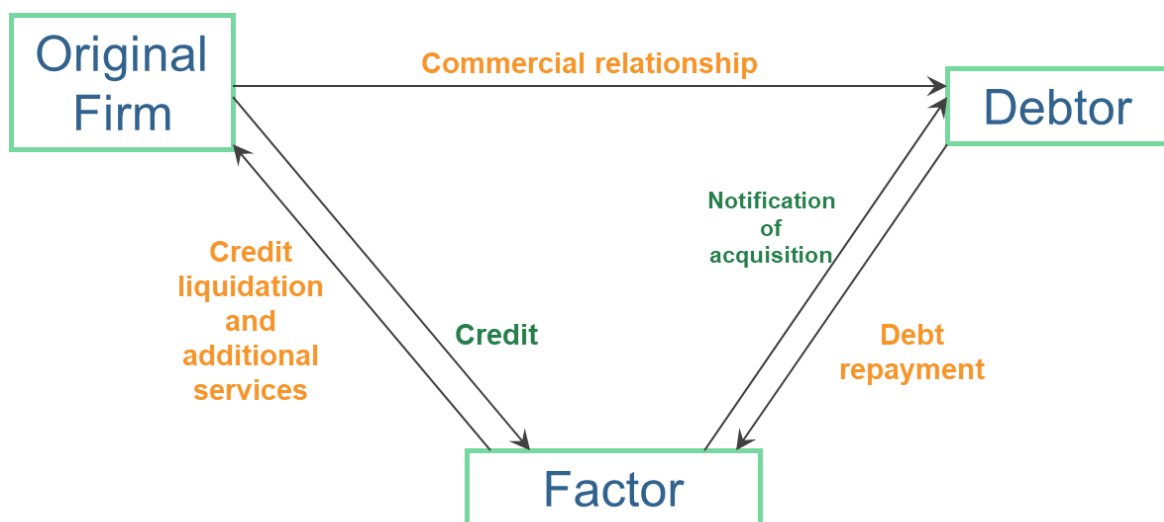 Original
Firm
Commercial relationship
Debtor
Notification
of
acquisition
Credit
liquidation
and
additional
services
Credit
Debt
repayment
Factor